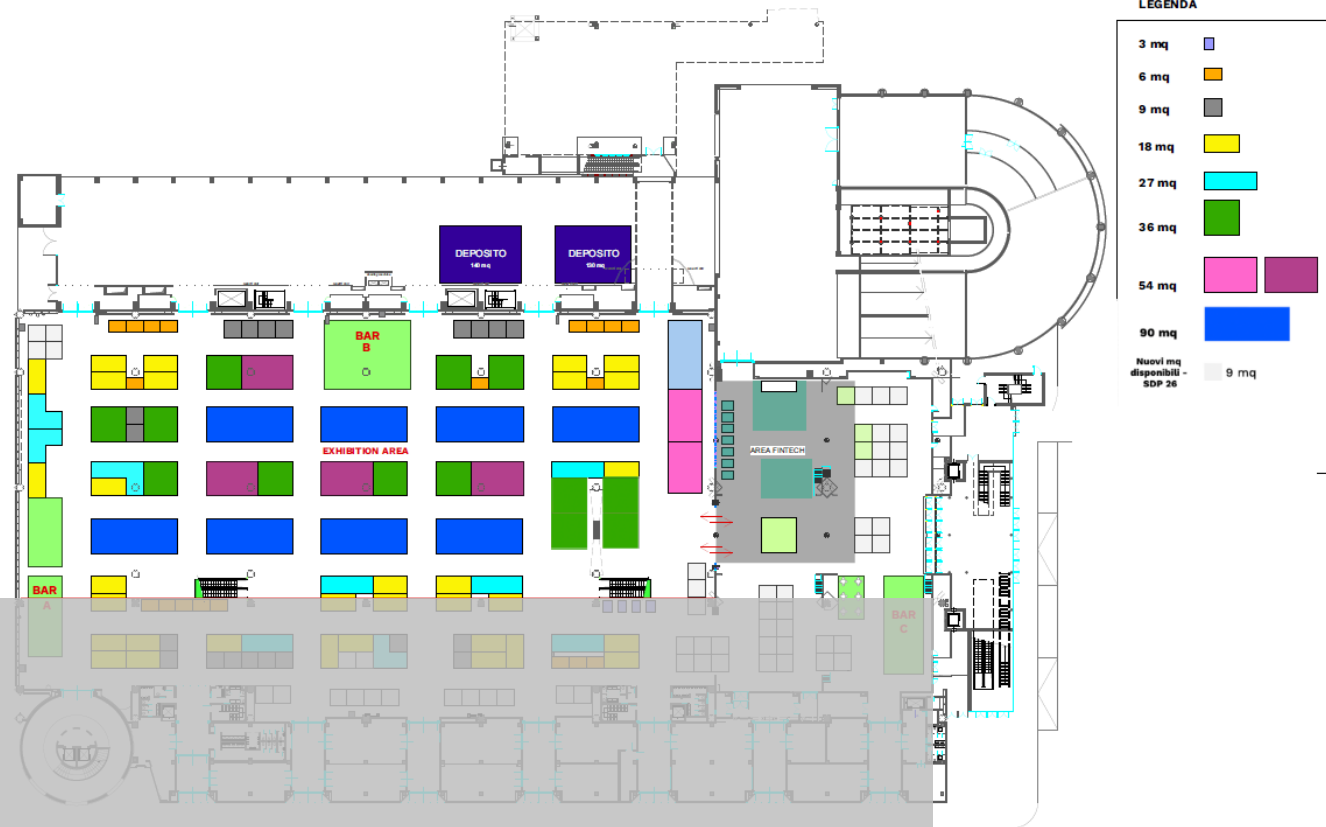 LEGENDA
3 mq
6 mq
9 mq
18 mq
27 mq
36 mq
54 mq
90 mq
Nuovi mq
disponibili -
SDP 26
9 mq
DEPOSITO
140 mq
DEPOSITO
150 mq
BAR
B
EXHIBITION AREA
AREA FINTECH
BAR
A
BAR
C